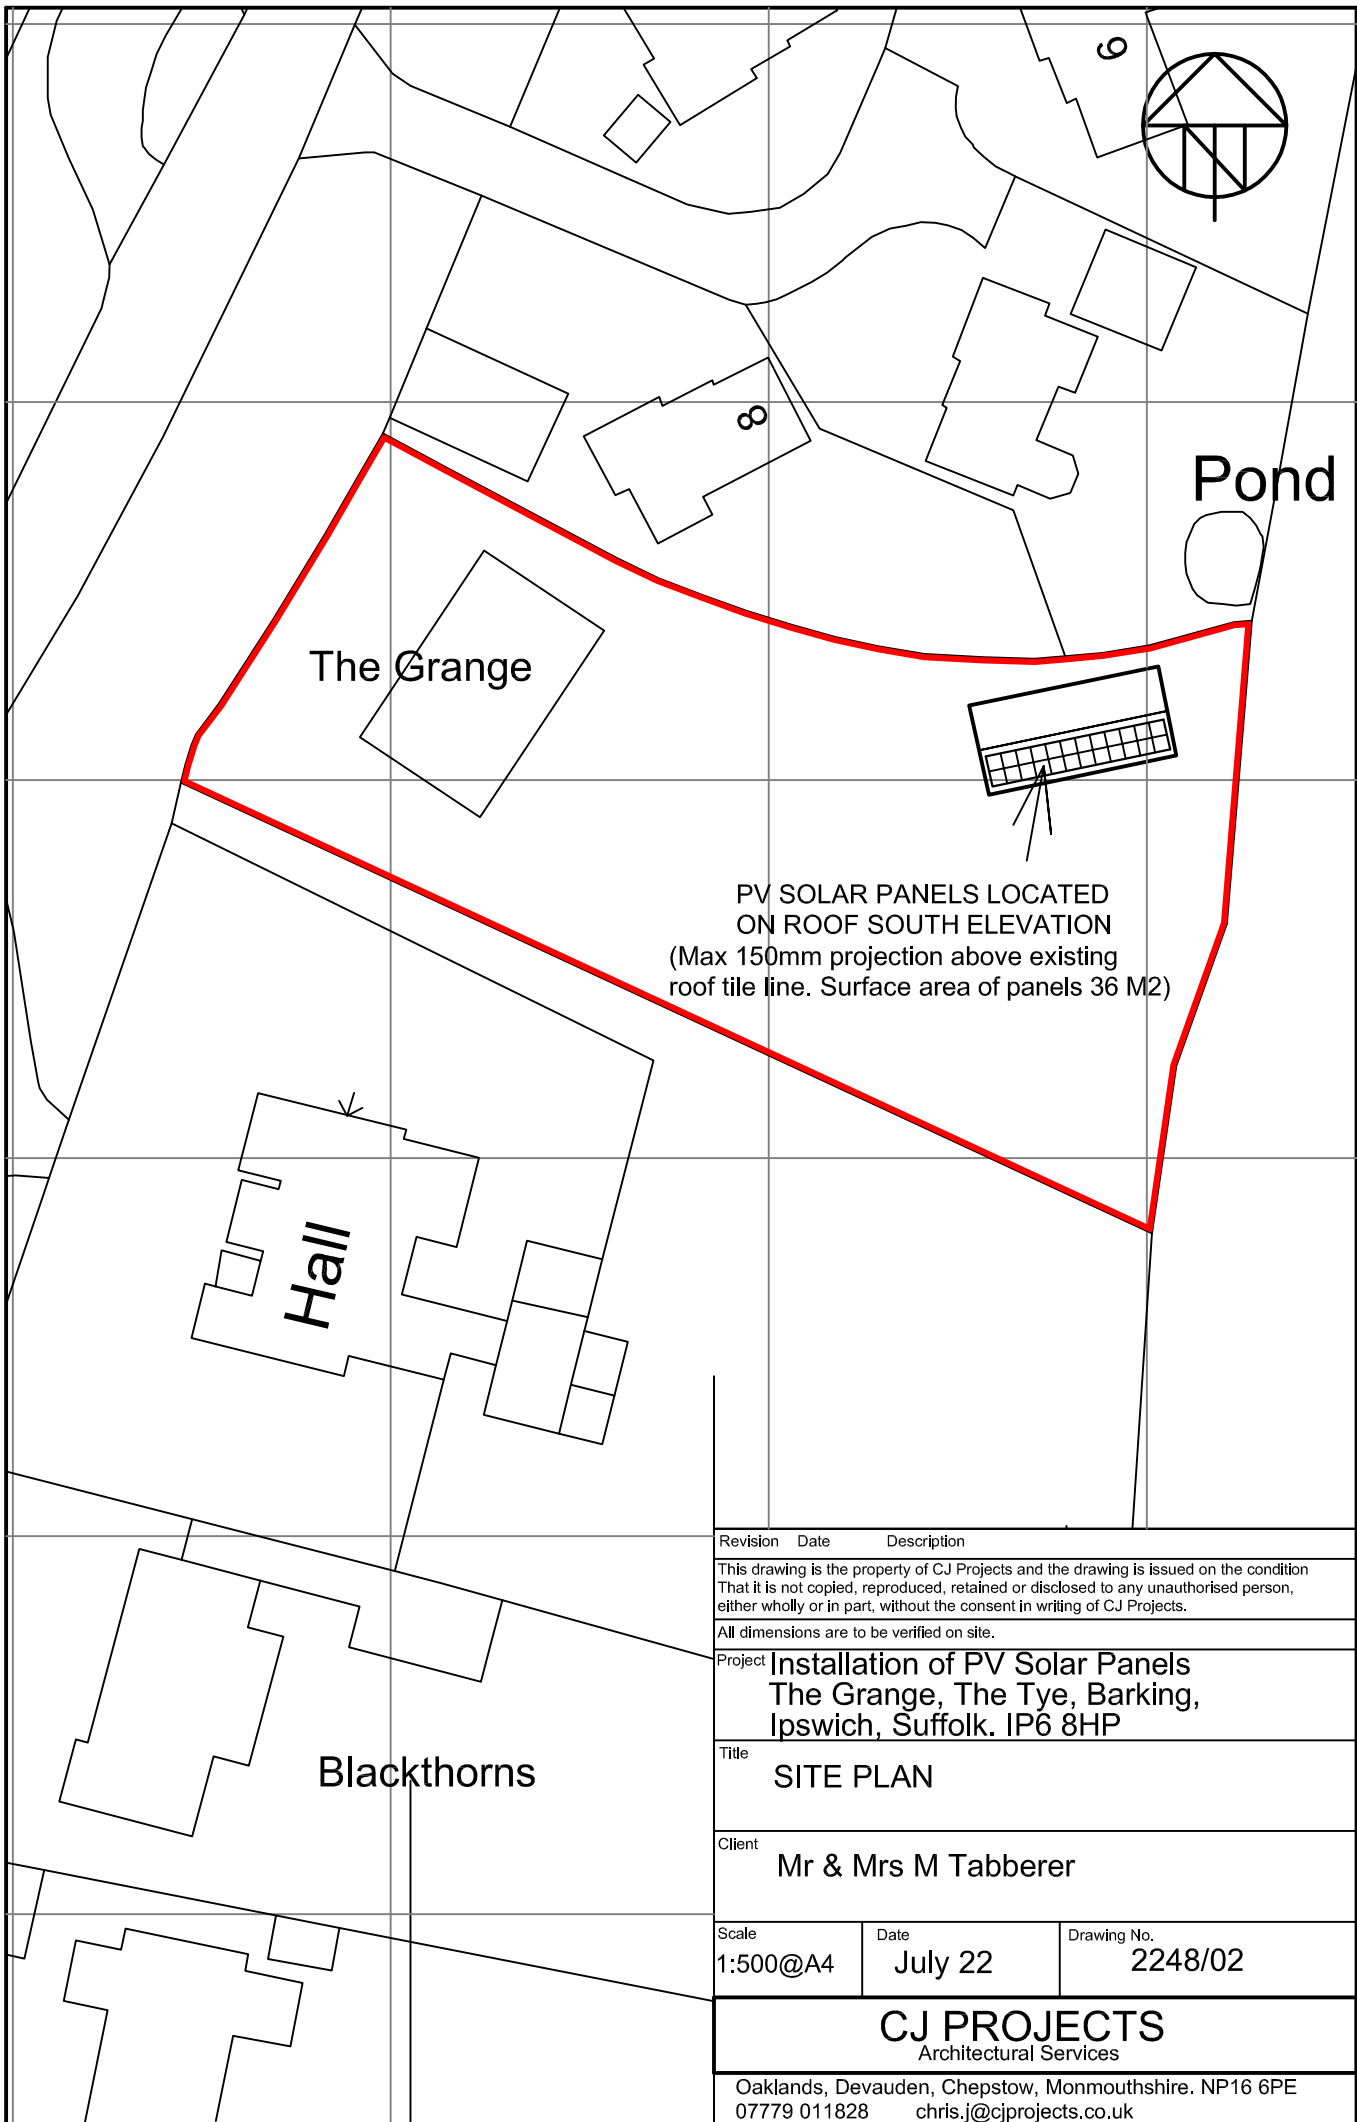 9
8
Pond
The Grange
PV SOLAR PANELS LOCATED
ON ROOF SOUTH ELEVATION
(Max 150mm projection above existing
roof tile line. Surface area of panels 36 M2)
Hall
Blackthorns
Revision Date Description
This drawing is the property of CJ Projects and the drawing is issued on the condition
That it is not copied, reproduced, retained or disclosed to any unauthorised person,
either wholly or in part, without the consent in writing of CJ Projects.
All dimensions are to be verified on site.
Project Installation of PV Solar Panels
The Grange, The Tye, Barking,
Ipswich, Suffolk. IP6 8HP
Title
SITE PLAN
Client
Mr & Mrs M Tabberer
Scale
1:500@A4
Date
July 22
Drawing No.
2248/02
CJ PROJECTS
Architectural Services
Oaklands, Devauden, Chepstow, Monmouthshire. NP16 6PE
07779 011828 chris.j@cjprojects.co.uk